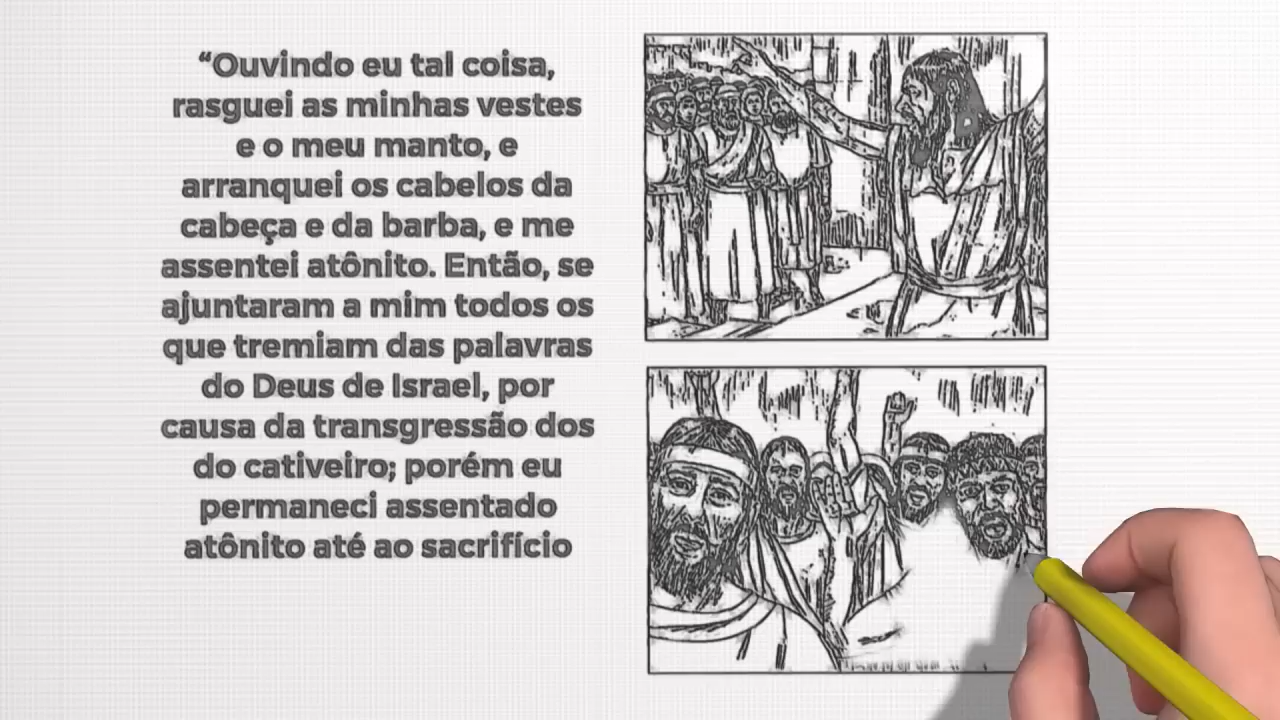 “Ouvindo eu tal coisa,
rasguei as minhas vestes
e o meu manto, e
arranquei os cabelos da
cabeça e da barba, e me
assentei atônito. Então, se
ajuntaram a mim todos os
que tremiam das palavras
do Deus de Israel, por
causa da transgressão dos
do cativeiro; porém eu
permaneci assentado
atônito até ao sacrifício